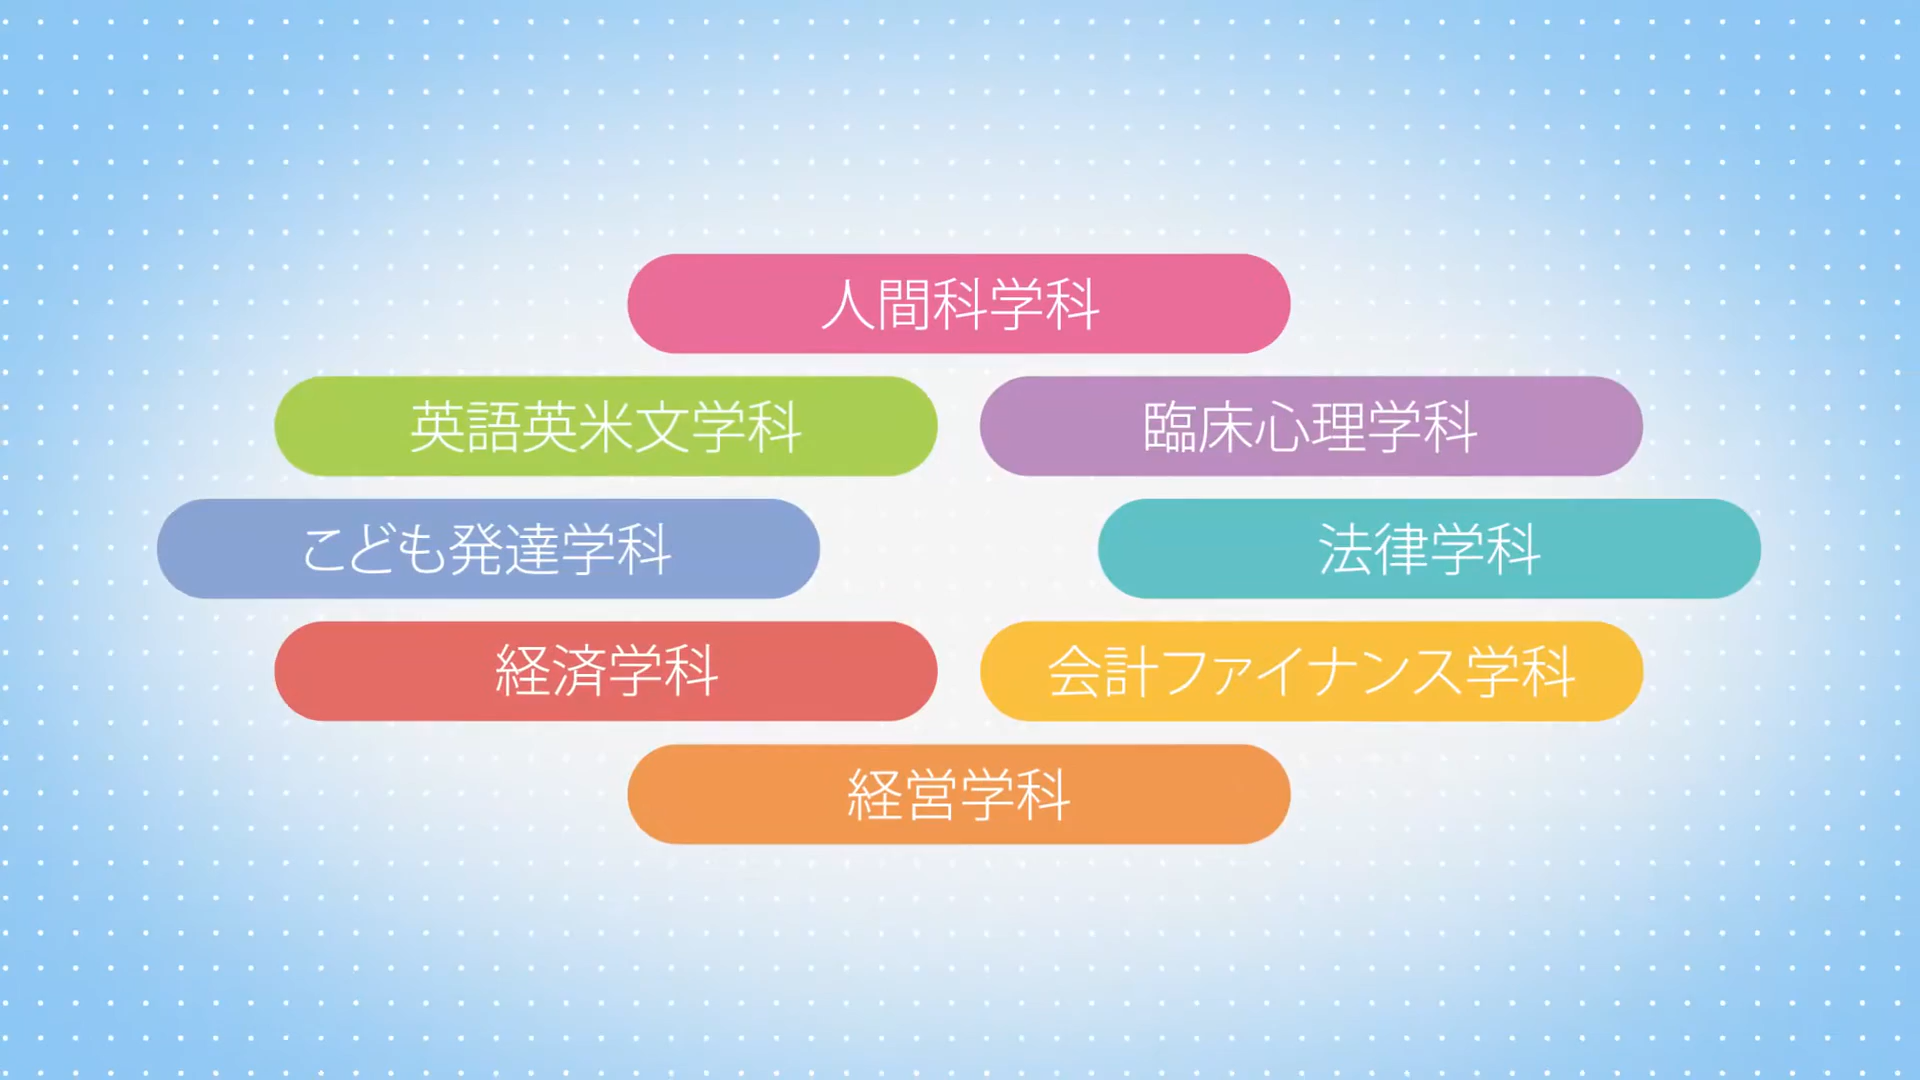 人間科学科
英語英米文学科
臨床心理学科
こども発達学科
法律学科
経済学科
会計ファイナンス学科
経営学科